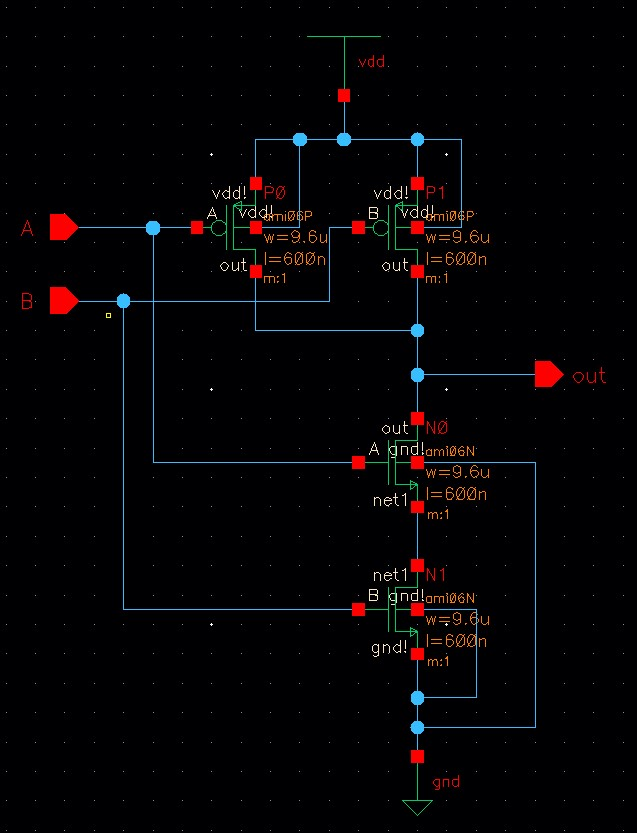 vdd
vdd! P0
vdd! P1
A
A vdd! ami06P
B vdd! ami06P
w=9.6u
w=9.6u
out l=600n
out l=600n
m:1
m:1
B
out
out N0
A gnd! ami06N
w=9.6u
l=600n
net1
m:1
net1 N1
B gnd! ami06N
w=9.6u
l=600n
gnd!
m:1
gnd